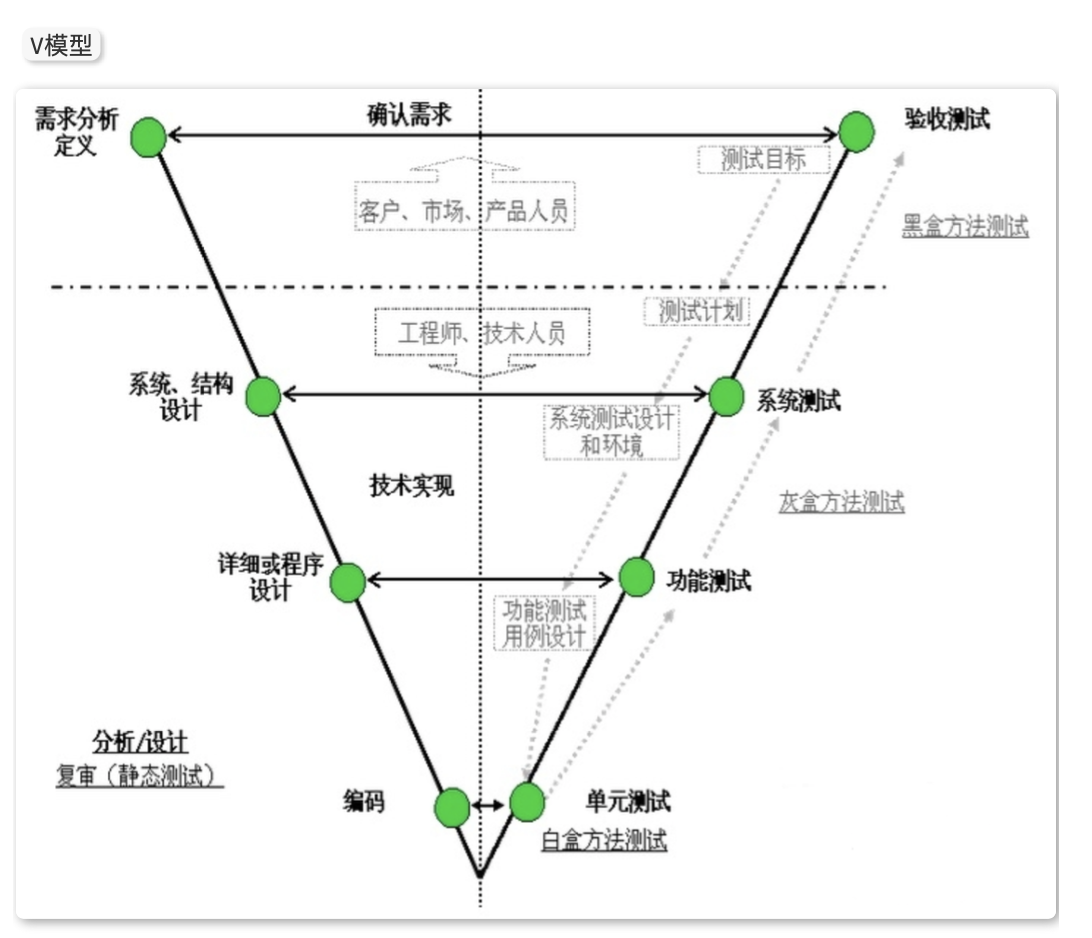 V模型
需求分析
定义
确认需求
验收测试
测试目标
客户、市场、产品人员
黑盒方法测试
测试计划
工程师、技术人员
系统、结构
设计
系统测试
系统测试设计
和环境
技术实现
灰盒方法测试
详细或程序
设计
功能测试
功能测试
用例设计
分析/设计
复审（静态测试）
编码
单元测试
白盒方法测试